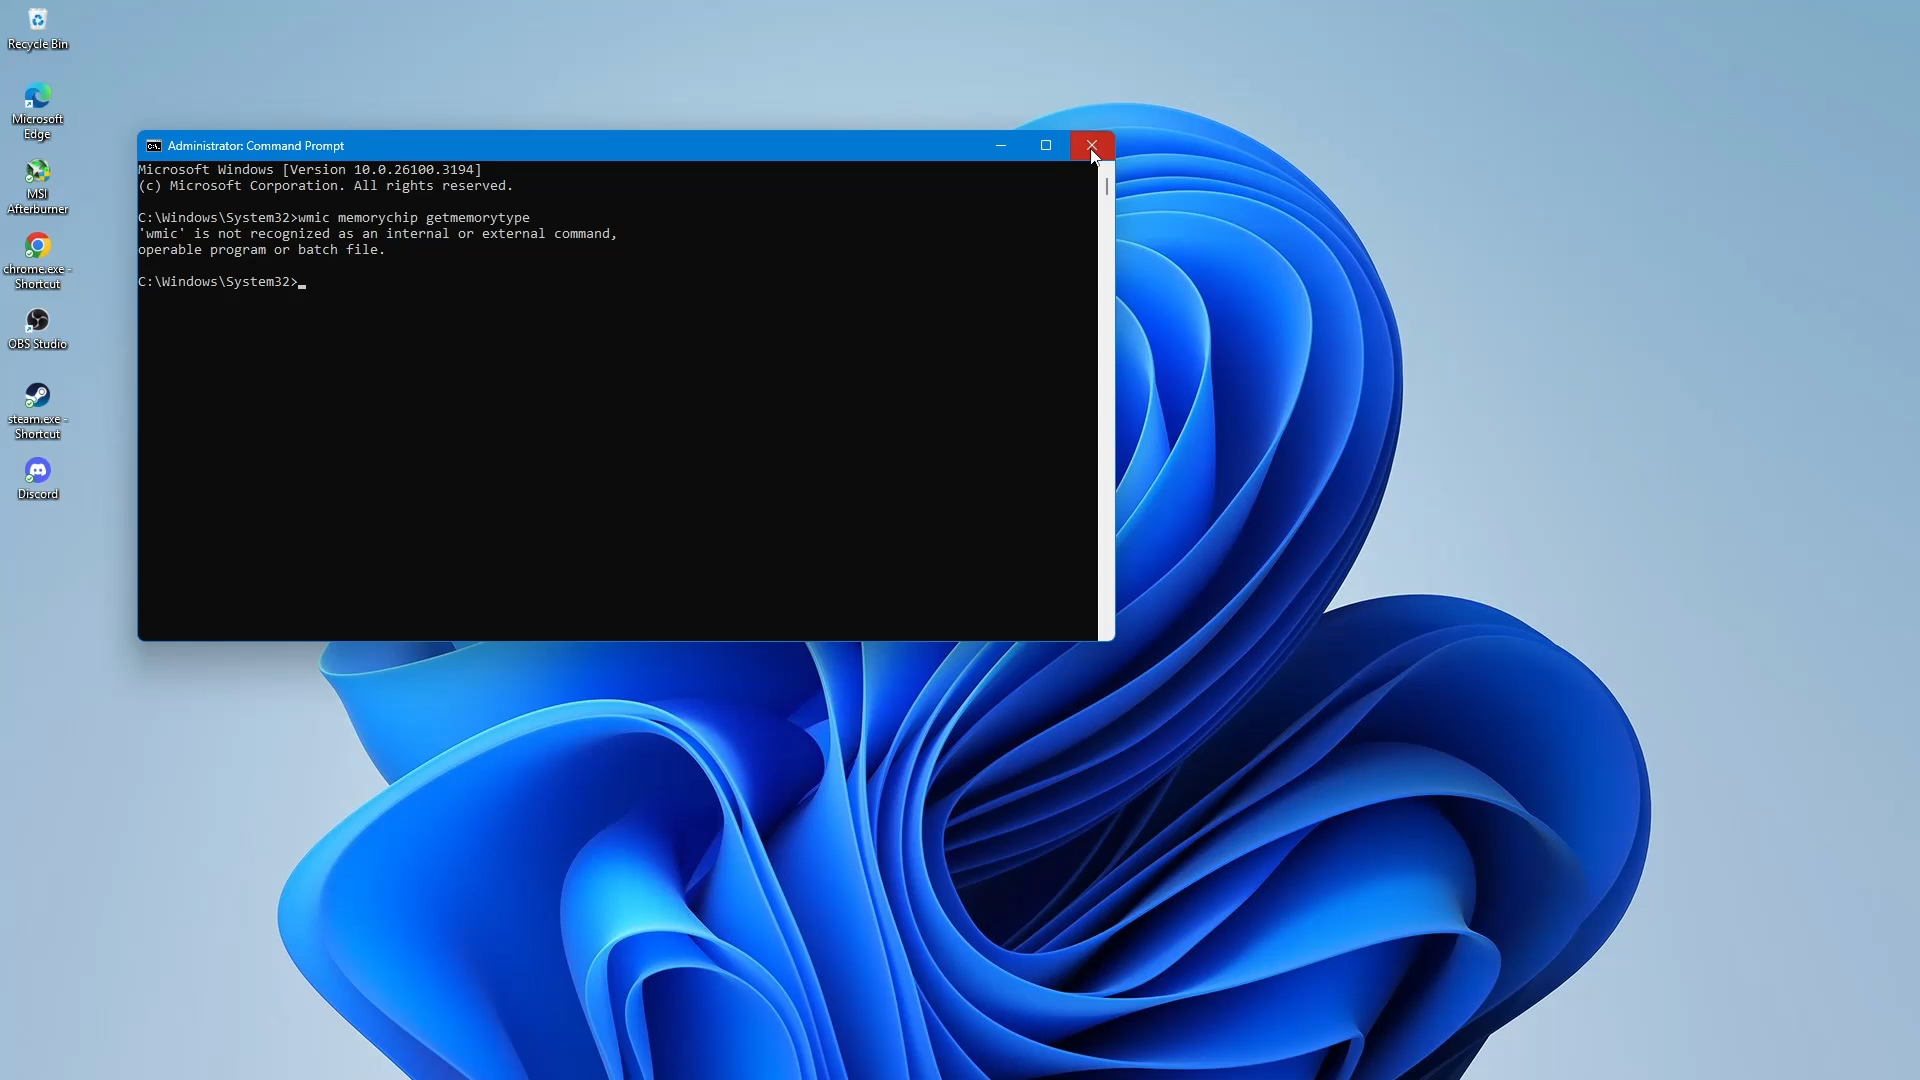 Recycle Bin
Microsoft
Edge
MSI
Afterburner
chrome.exe -
Shortcut
OBS Studio
steam.exe -
Shortcut
Discord
Administrator: Command Prompt
Microsoft Windows [Version 10.0.26100.3194]
(c) Microsoft Corporation. All rights reserved.
C:\Windows\System32>wmic memorychip getmemorytype
'wmic' is not recognized as an internal or external command,
operable program or batch file.
C:\Windows\System32>